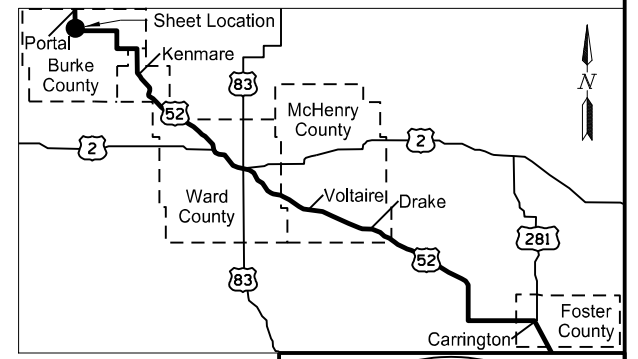 Sheet Location
Portal
Kenmare
Burke
County
83
McHenry
County
N
52
2
2
Ward
County
Voltaire
Drake
281
52
83
Foster
County
Carrington